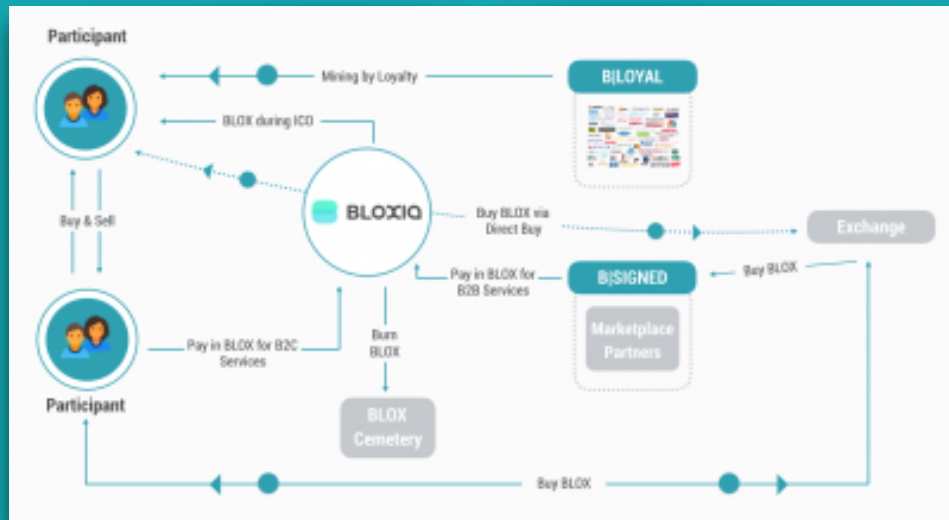 Participant
Mining by Loyalty
B|LOYAL
BLOX during ICO
BLOXIA
Buy BLOX via
Direct Buy
Exchange
Buy & Sell
Pay in BLOX for
B2B Services
B|SIGNED
Buy BLOX
Marketplace
Partners
Pay in BLOX for B2C
Services
Burn
BLOX
Participant
BLOX
Cemetery
Buy BLOX